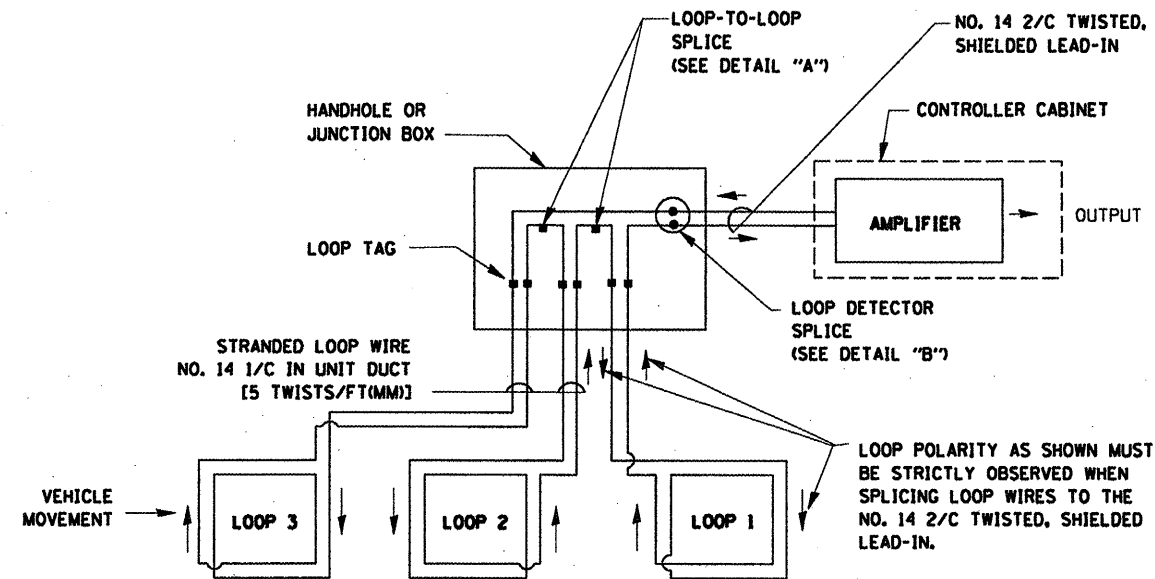 LOOP-TO-LOOP
SPLICE
(SEE DETAIL "A")
NO. 14 2/C TWISTED,
SHIELDED LEAD-IN
HANDHOLE OR
JUNCTION BOX
CONTROLLER CABINET
AMPLIFIER
OUTPUT
LOOP TAG
LOOP DETECTOR
SPLICE
(SEE DETAIL "B")
STRANDED LOOP WIRE
NO. 14 1/C IN UNIT DUCT
[5 TWISTS/FT(MM)]
LOOP POLARITY AS SHOWN MUST
BE STRICTLY OBSERVED WHEN
SPLICING LOOP WIRES TO THE
NO. 14 2/C TWISTED, SHIELDED
LEAD-IN.
VEHICLE
MOVEMENT
LOOP 3
LOOP 2
LOOP 1